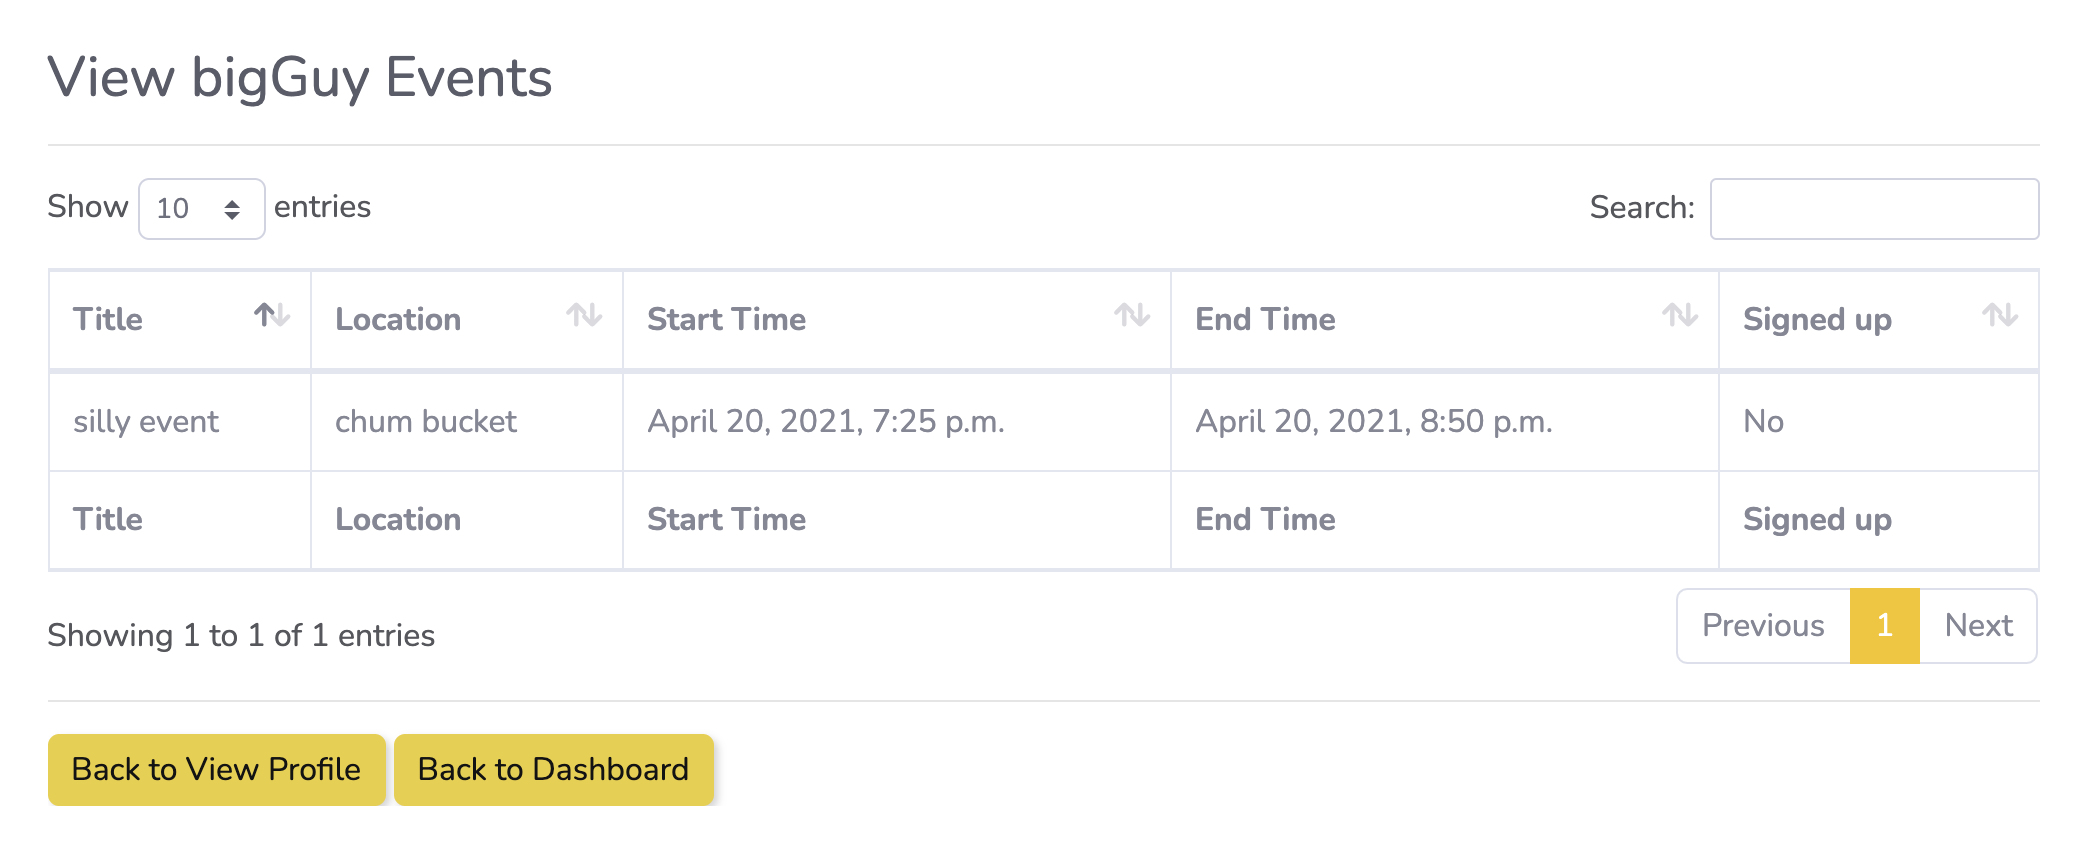 View bigGuy Events
Show 10 entries Search:
Title Location Start Time End Time Signed up
silly event chum bucket April 20, 2021, 7:25 p.m. April 20, 2021, 8:50 p.m. No
Title Location Start Time End Time Signed up
Showing 1 to 1 of 1 entries Previous 1 Next
Back to View Profile Back to Dashboard